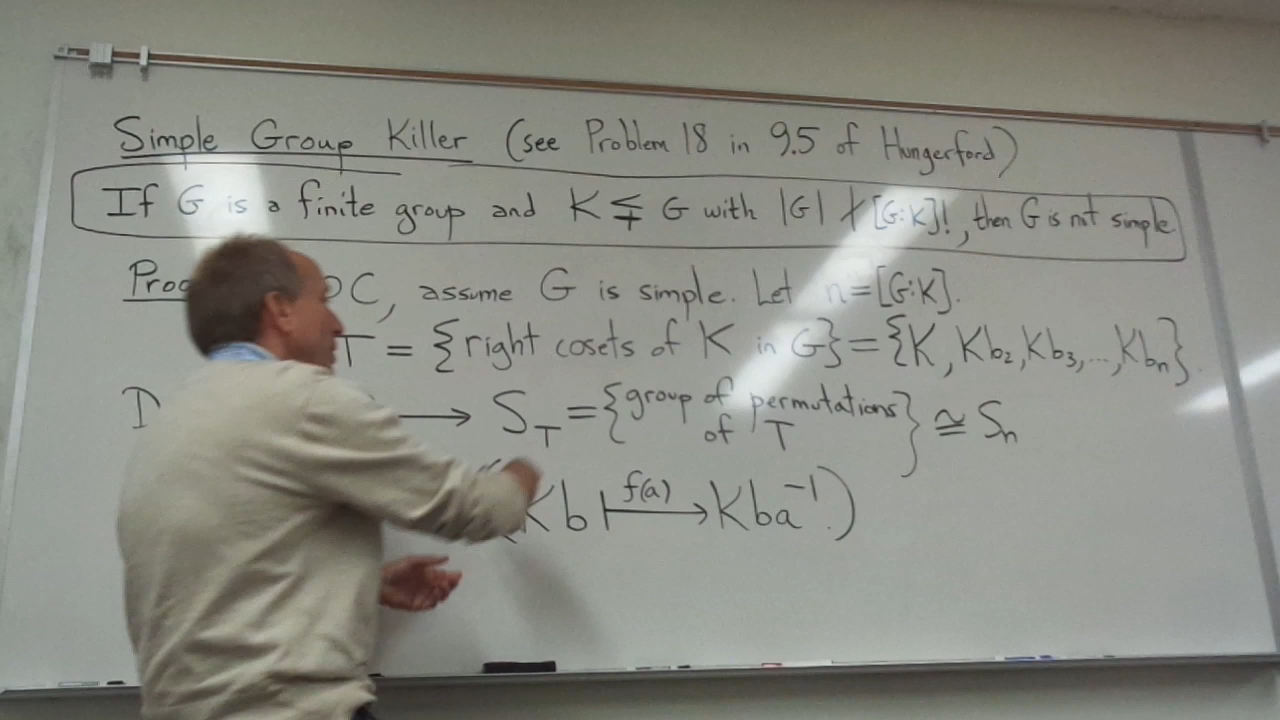 Simple Group Killer (see Problem 18 in 9.5 of Hungerford)
If G is a finite group and K ≨ G with |G| ∤ [G:K]!, then G is not simple.
OC, assume G is simple. Let n=[G:K].
T = {right cosets of K in G} = {K, Kb₂, Kb₃, ..., Kbₙ}.
D → S_T = {group of permutations of T} ≅ Sₙ
(Kb ↦ Kba⁻¹.)
f(a)